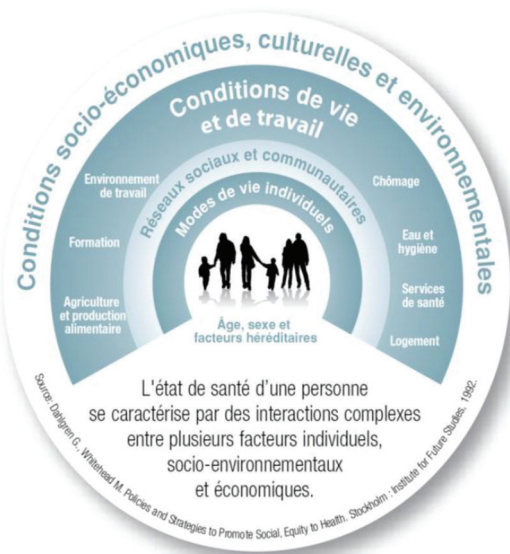 Conditions socio-économiques, culturelles et environnementales
Conditions de vie
et de travail
Réseaux sociaux et communautaires
Modes de vie individuels
Environnement
de travail
Formation
Agriculture
et production
alimentaire
Chômage
Eau et
hygiène
Services
de santé
Logement
Âge, sexe et
facteurs héréditaires
L'état de santé d'une personne
se caractérise par des interactions complexes
entre plusieurs facteurs individuels,
socio-environnementaux
et économiques.
Source: Dahlgren G., Whitehead M. Policies and Strategies to Promote Social, Equity to Health. Stockholm : Institute for Future Studies. 1992.